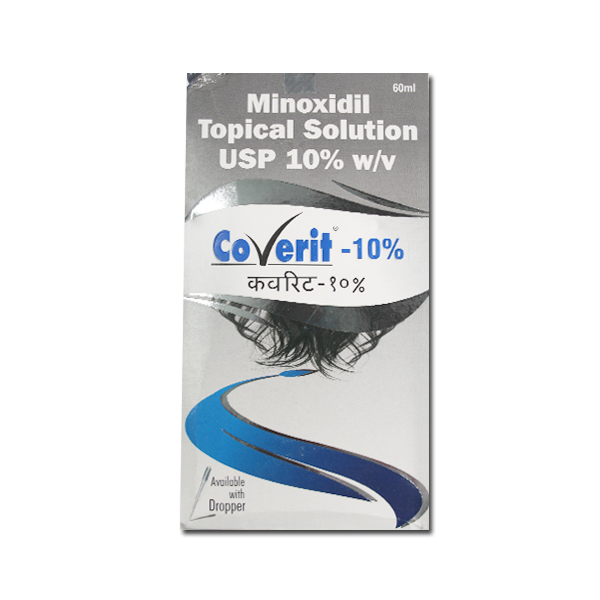 60ml
Minoxidil
Topical Solution
USP 10% w/v
Coverit® -10%
कवरिट-१०%
Available
with
Dropper